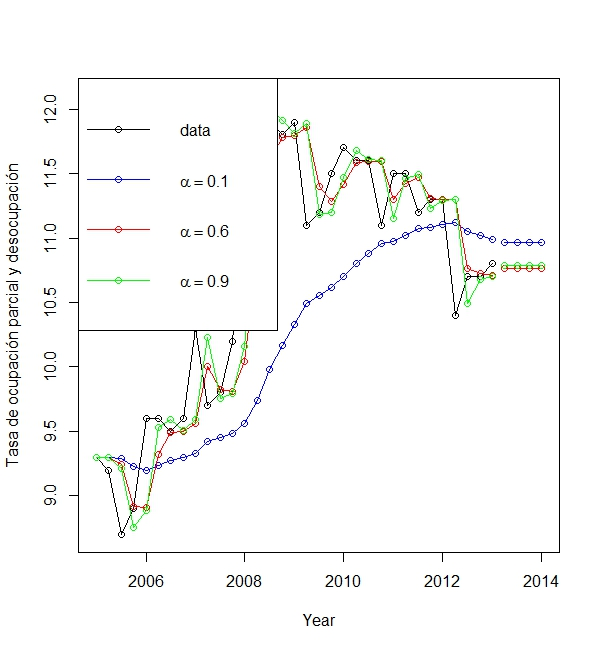 data
α = 0.1
α = 0.6
α = 0.9
12.0
11.5
11.0
10.5
10.0
9.5
9.0
Tasa de ocupación parcial y desocupación
2006 2008 2010 2012 2014
Year